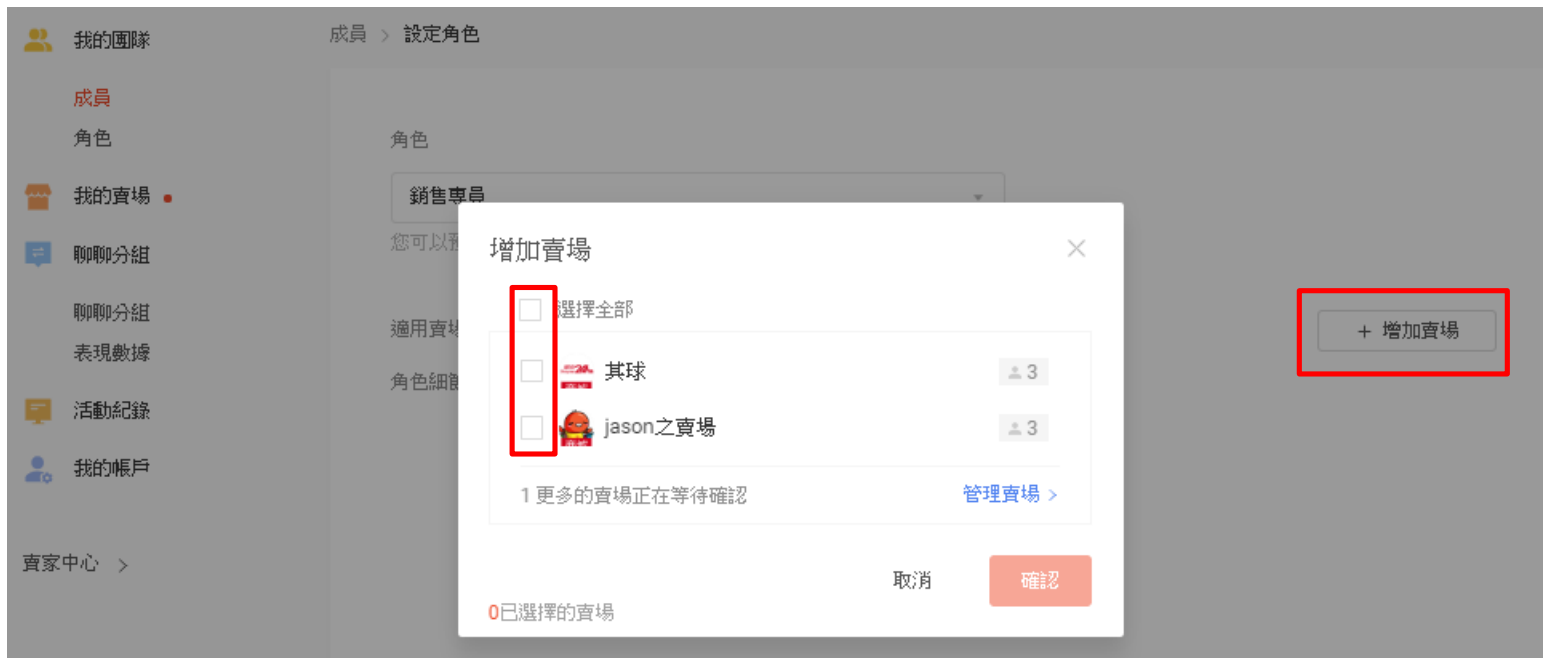 我的團隊
成員
角色
我的賣場
聊聊分組
聊聊分組
表現數據
活動紀錄
我的帳戶
賣家中心 >
成員 > 設定角色
角色
銷售專員
您可以預
適用賣場
角色細節
+ 增加賣場
增加賣場
選擇全部
其球 3
jason之賣場 3
1 更多的賣場正在等待確認 管理賣場 >
取消 確認
0已選擇的賣場